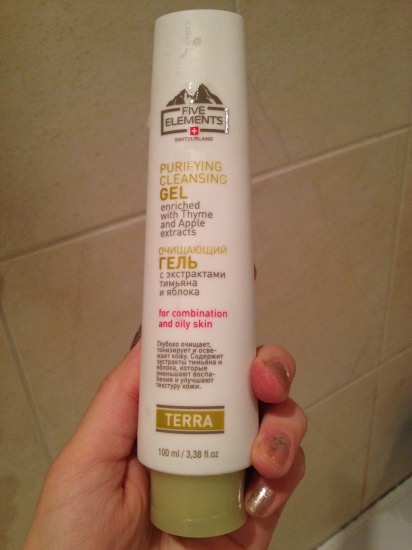 FIVE
ELEMENTS
SWITZERLAND
PURIFYING
CLEANSING
GEL
enriched
with Thyme
and Apple
extracts
ОЧИЩАЮЩИЙ
ГЕЛЬ
с экстрактами
тимьяна
и яблока
for combination
and oily skin
Глубоко очищает,
тонизирует и осве-
жает кожу. Содержит
экстракты тимьяна и
яблока, которые
уменьшают воспа-
ления и улучшают
текстуру кожи.
TERRA
100 ml / 3,38 fl.oz